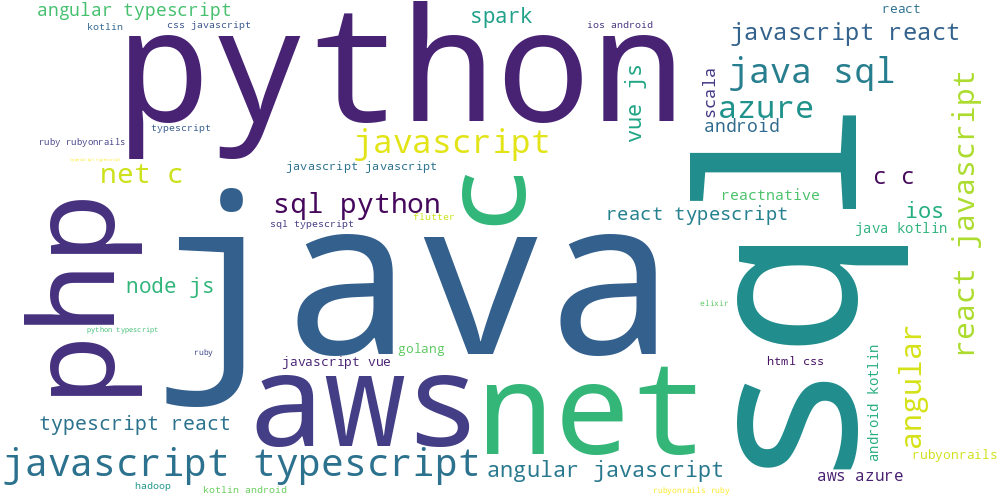 angular typescript
kotlin
css javascript
python
spark
ios android
react
javascript react
java sql
scala
azure
vue js
android
ruby rubyonrails
typescript
javascript
javascript javascript
net c
c
sql python
sql typescript
flutter
reactnative
react typescript
c c
ios
java kotlin
react javascript
sql
php
java
node js
python typescript
ruby
elixir
golang
javascript vue
html css
aws
net
typescript react
javascript typescript
angular javascript
android kotlin
angular
rubyonrails
aws azure
hadoop
kotlin android
rubyonrails ruby